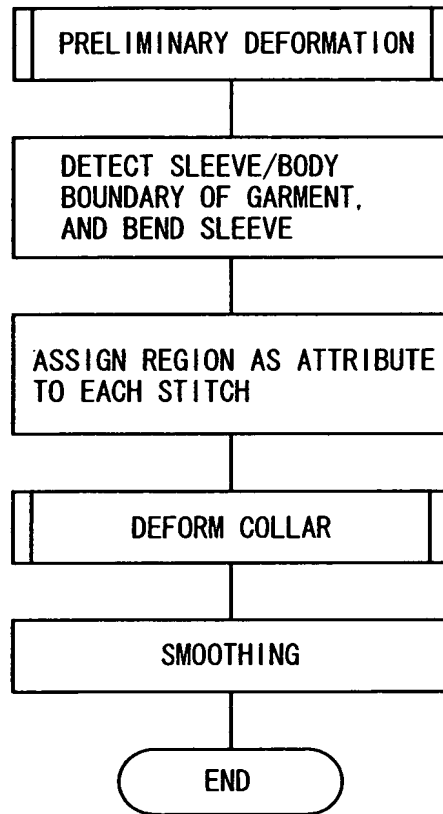 PRELIMINARY DEFORMATION
DETECT SLEEVE/BODY
BOUNDARY OF GARMENT,
AND BEND SLEEVE
ASSIGN REGION AS ATTRIBUTE
TO EACH STITCH
DEFORM COLLAR
SMOOTHING
END